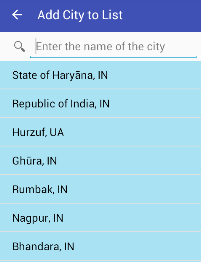 Add City to List
Enter the name of the city
State of Haryāna, IN
Republic of India, IN
Hurzuf, UA
Ghūra, IN
Rumbak, IN
Nagpur, IN
Bhandara, IN